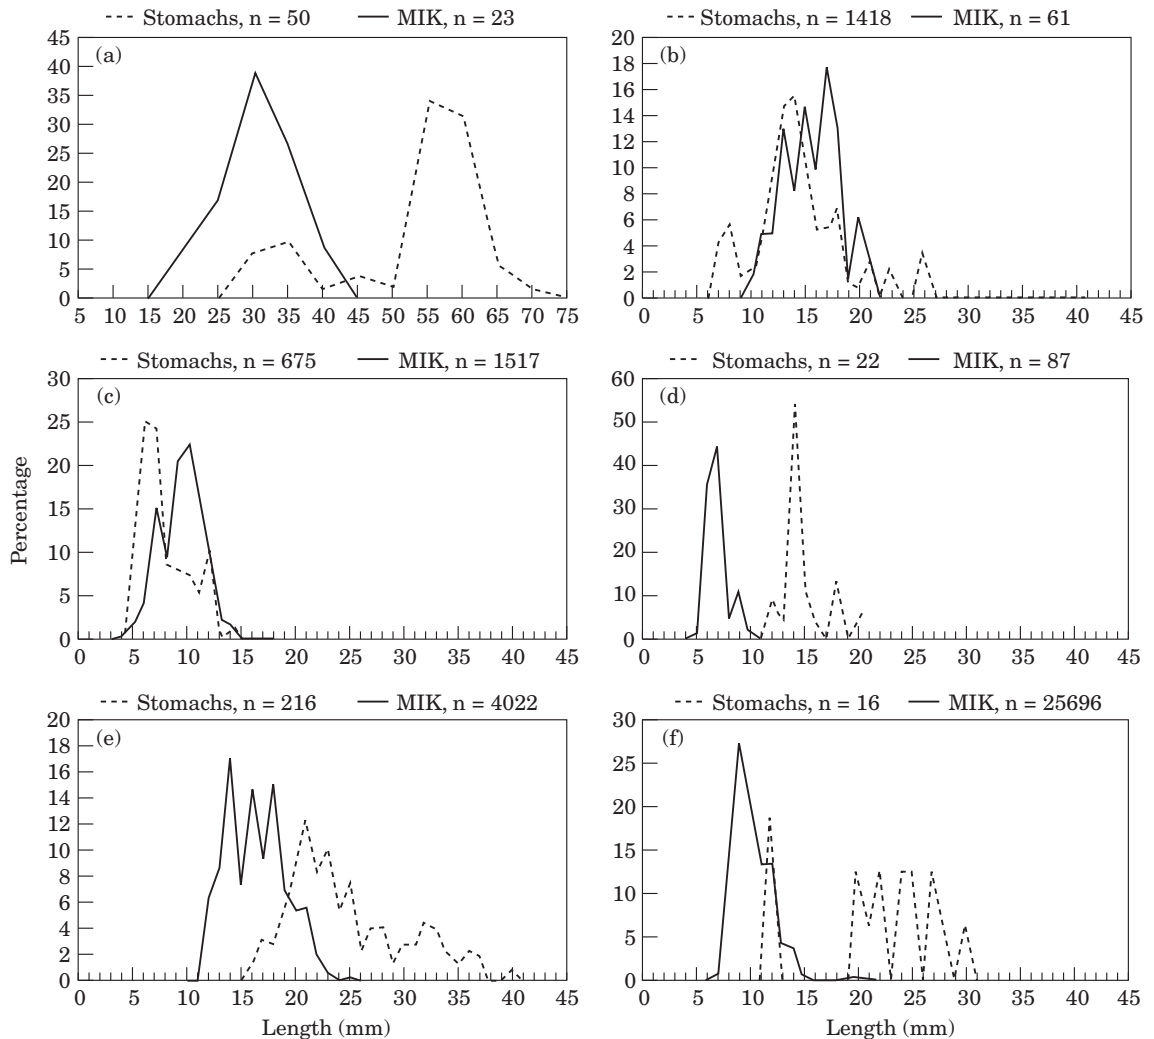 Stomachs, n = 50 MIK, n = 23
(a)
45
40
35
30
25
20
15
10
5
0
5 10 15 20 25 30 35 40 45 50 55 60 65 70 75
Stomachs, n = 1418 MIK, n = 61
(b)
20
18
16
14
12
10
8
6
4
2
0
0 5 10 15 20 25 30 35 40 45
Stomachs, n = 675 MIK, n = 1517
(c)
30
25
20
15
10
5
0
0 5 10 15 20 25 30 35 40 45
Percentage
Stomachs, n = 22 MIK, n = 87
(d)
60
50
40
30
20
10
0
0 5 10 15 20 25 30 35 40 45
Stomachs, n = 216 MIK, n = 4022
(e)
20
18
16
14
12
10
8
6
4
2
0
0 5 10 15 20 25 30 35 40 45
Length (mm)
Stomachs, n = 16 MIK, n = 25696
(f)
30
25
20
15
10
5
0
0 5 10 15 20 25 30 35 40 45
Length (mm)